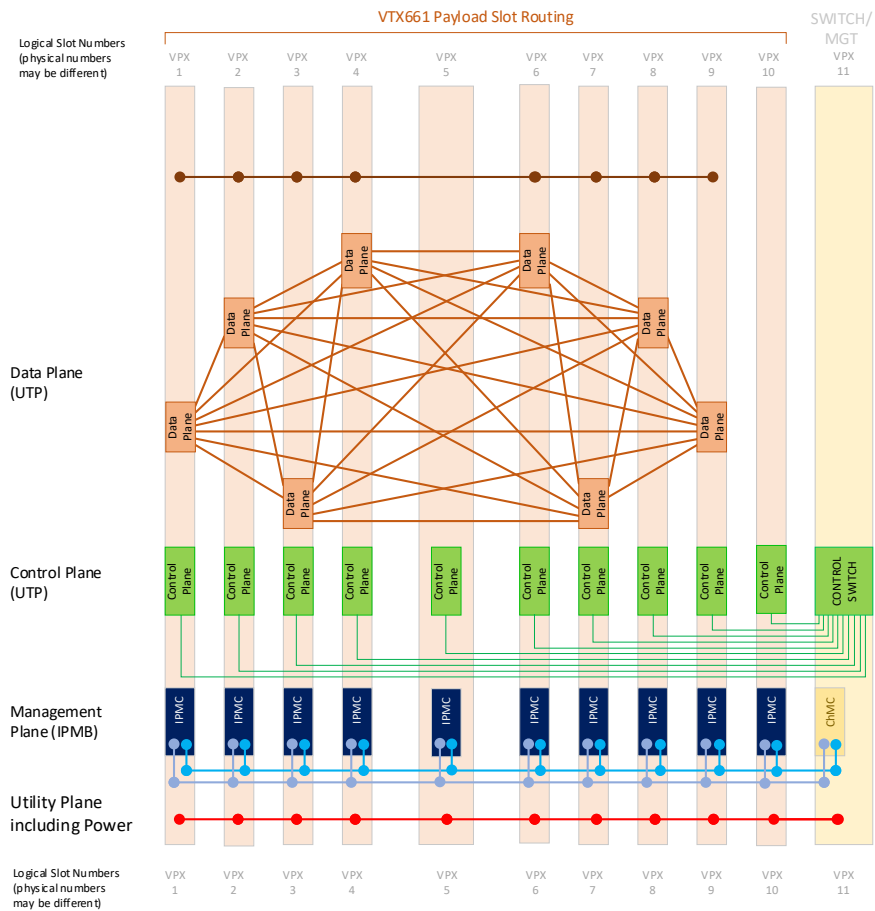 VTX661 Payload Slot Routing
SWITCH/
MGT
Logical Slot Numbers
(physical numbers
may be different)
VPX
1
VPX
2
VPX
3
VPX
4
VPX
5
VPX
6
VPX
7
VPX
8
VPX
9
VPX
10
VPX
11
Data
Plane
Data
Plane
Data
Plane
Data
Plane
Data Plane
(UTP)
Data
Plane
Data
Plane
Data
Plane
Data
Plane
Control Plane
(UTP)
Control
Plane
Control
Plane
Control
Plane
Control
Plane
Control
Plane
Control
Plane
Control
Plane
Control
Plane
Control
Plane
Control
Plane
CONTROL
SWITCH
Management
Plane (IPMB)
IPMC
IPMC
IPMC
IPMC
IPMC
IPMC
IPMC
IPMC
IPMC
IPMC
ChMC
Utility Plane
including Power
Logical Slot Numbers
(physical numbers
may be different)
VPX
1
VPX
2
VPX
3
VPX
4
VPX
5
VPX
6
VPX
7
VPX
8
VPX
9
VPX
10
VPX
11